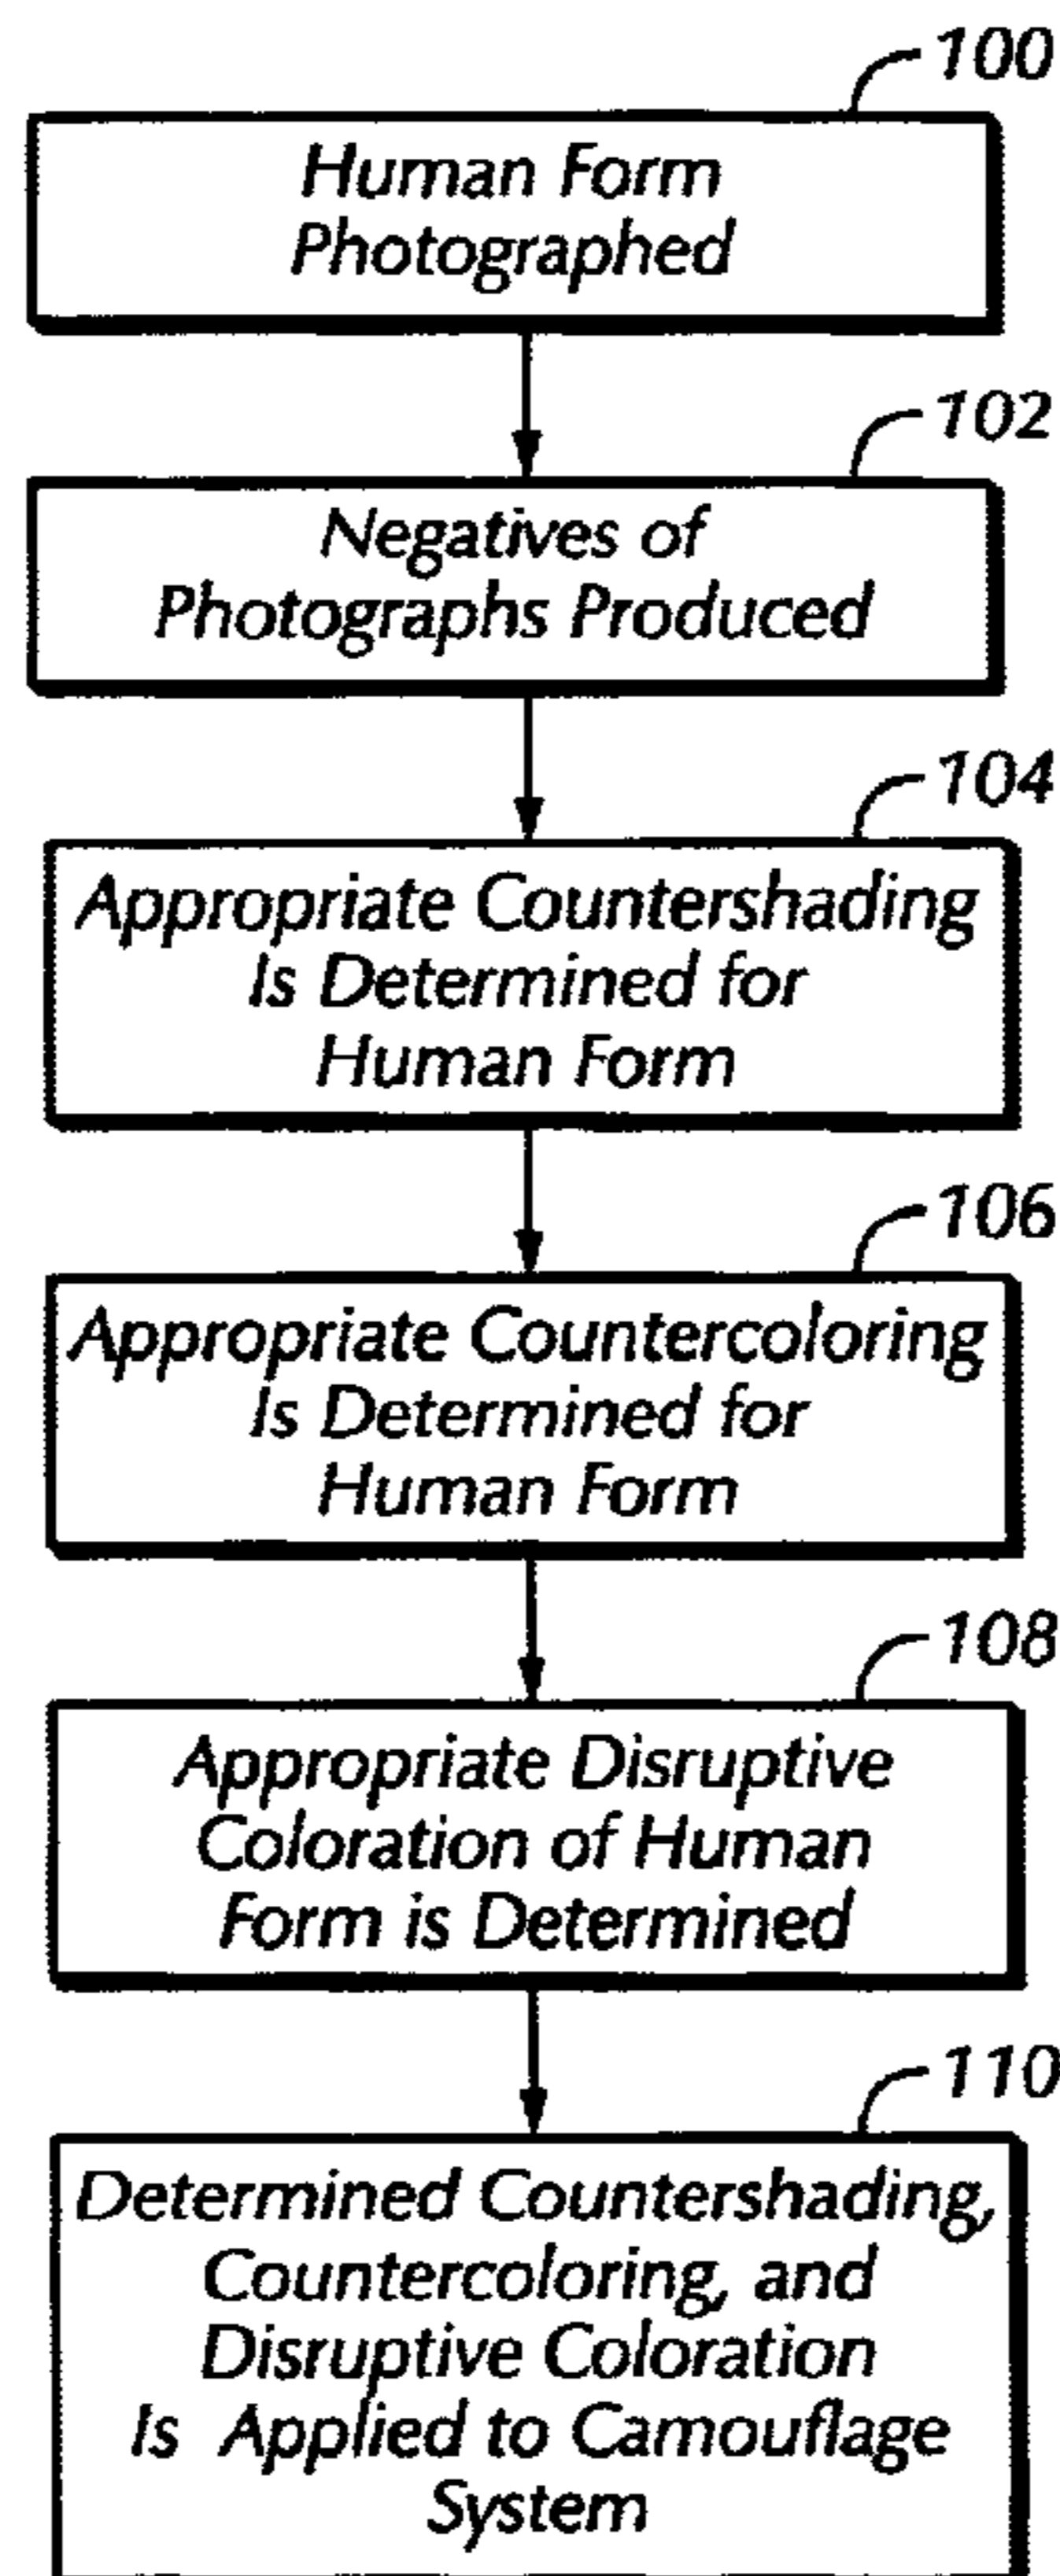 100
Human Form
Photographed
102
Negatives of
Photographs Produced
104
Appropriate Countershading
Is Determined for
Human Form
106
Appropriate Countercoloring
Is Determined for
Human Form
108
Appropriate Disruptive
Coloration of Human
Form is Determined
110
Determined Countershading,
Countercoloring, and
Disruptive Coloration
Is Applied to Camouflage
System